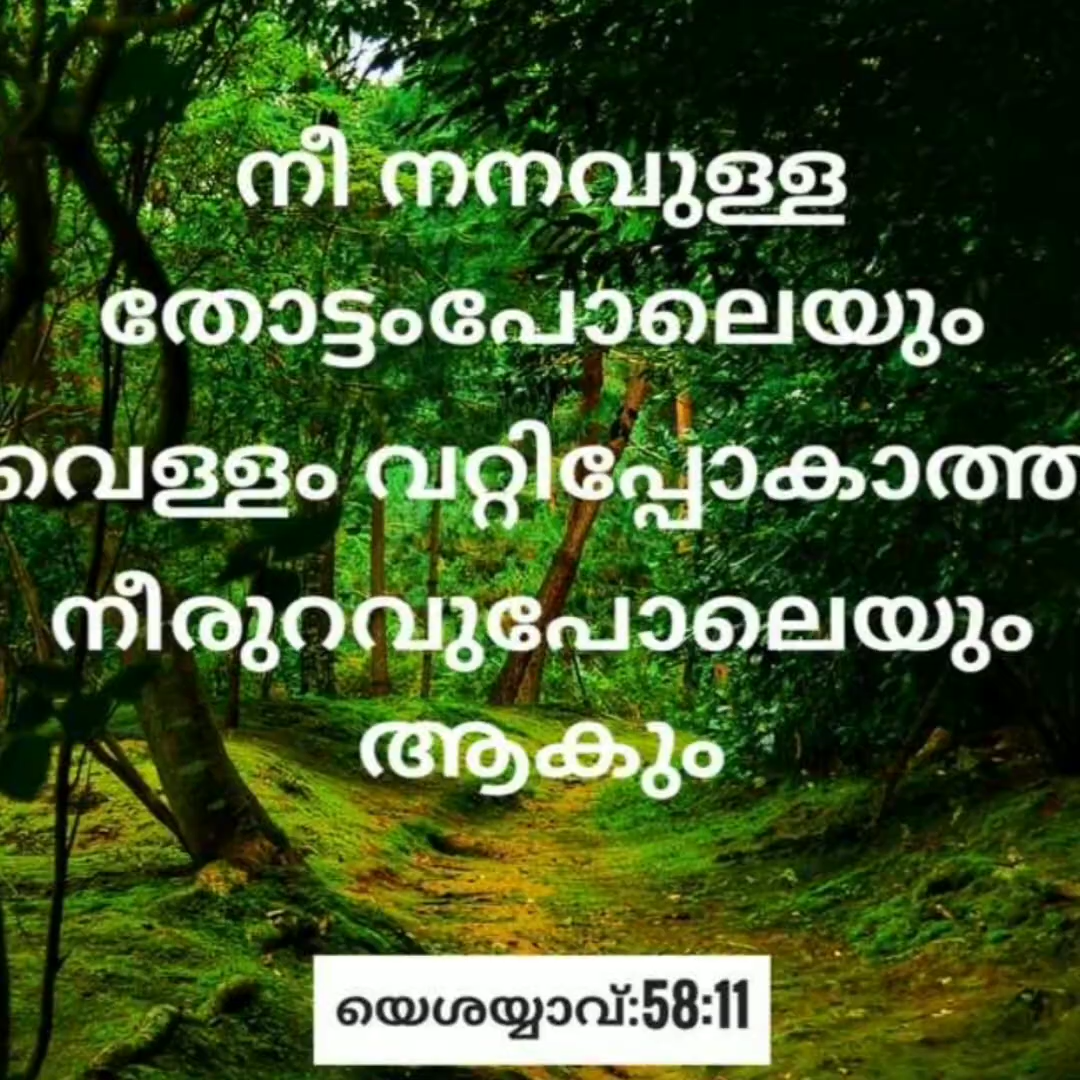 നീ നനവുള്ള
തോട്ടംപോലെയും
വെള്ളം വറ്റിപ്പോകാത്ത
നീരുറവുപോലെയും
ആകും
യെശയ്യാവ്:58:11